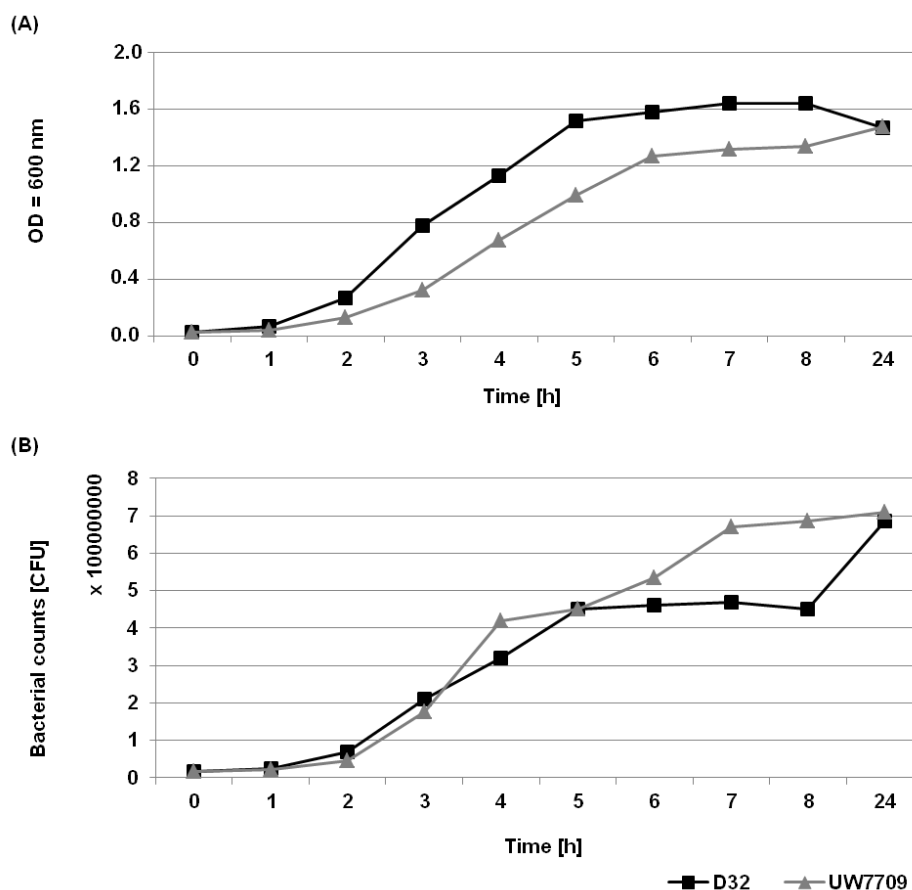 (A)
2.0
1.6
1.2
0.8
0.4
0.0
OD = 600 nm
0 1 2 3 4 5 6 7 8 24
Time [h]
(B)
8
7
6
5
4
3
2
1
0
Bacterial counts [CFU]
x 100000000
0 1 2 3 4 5 6 7 8 24
Time [h]
D32 UW7709